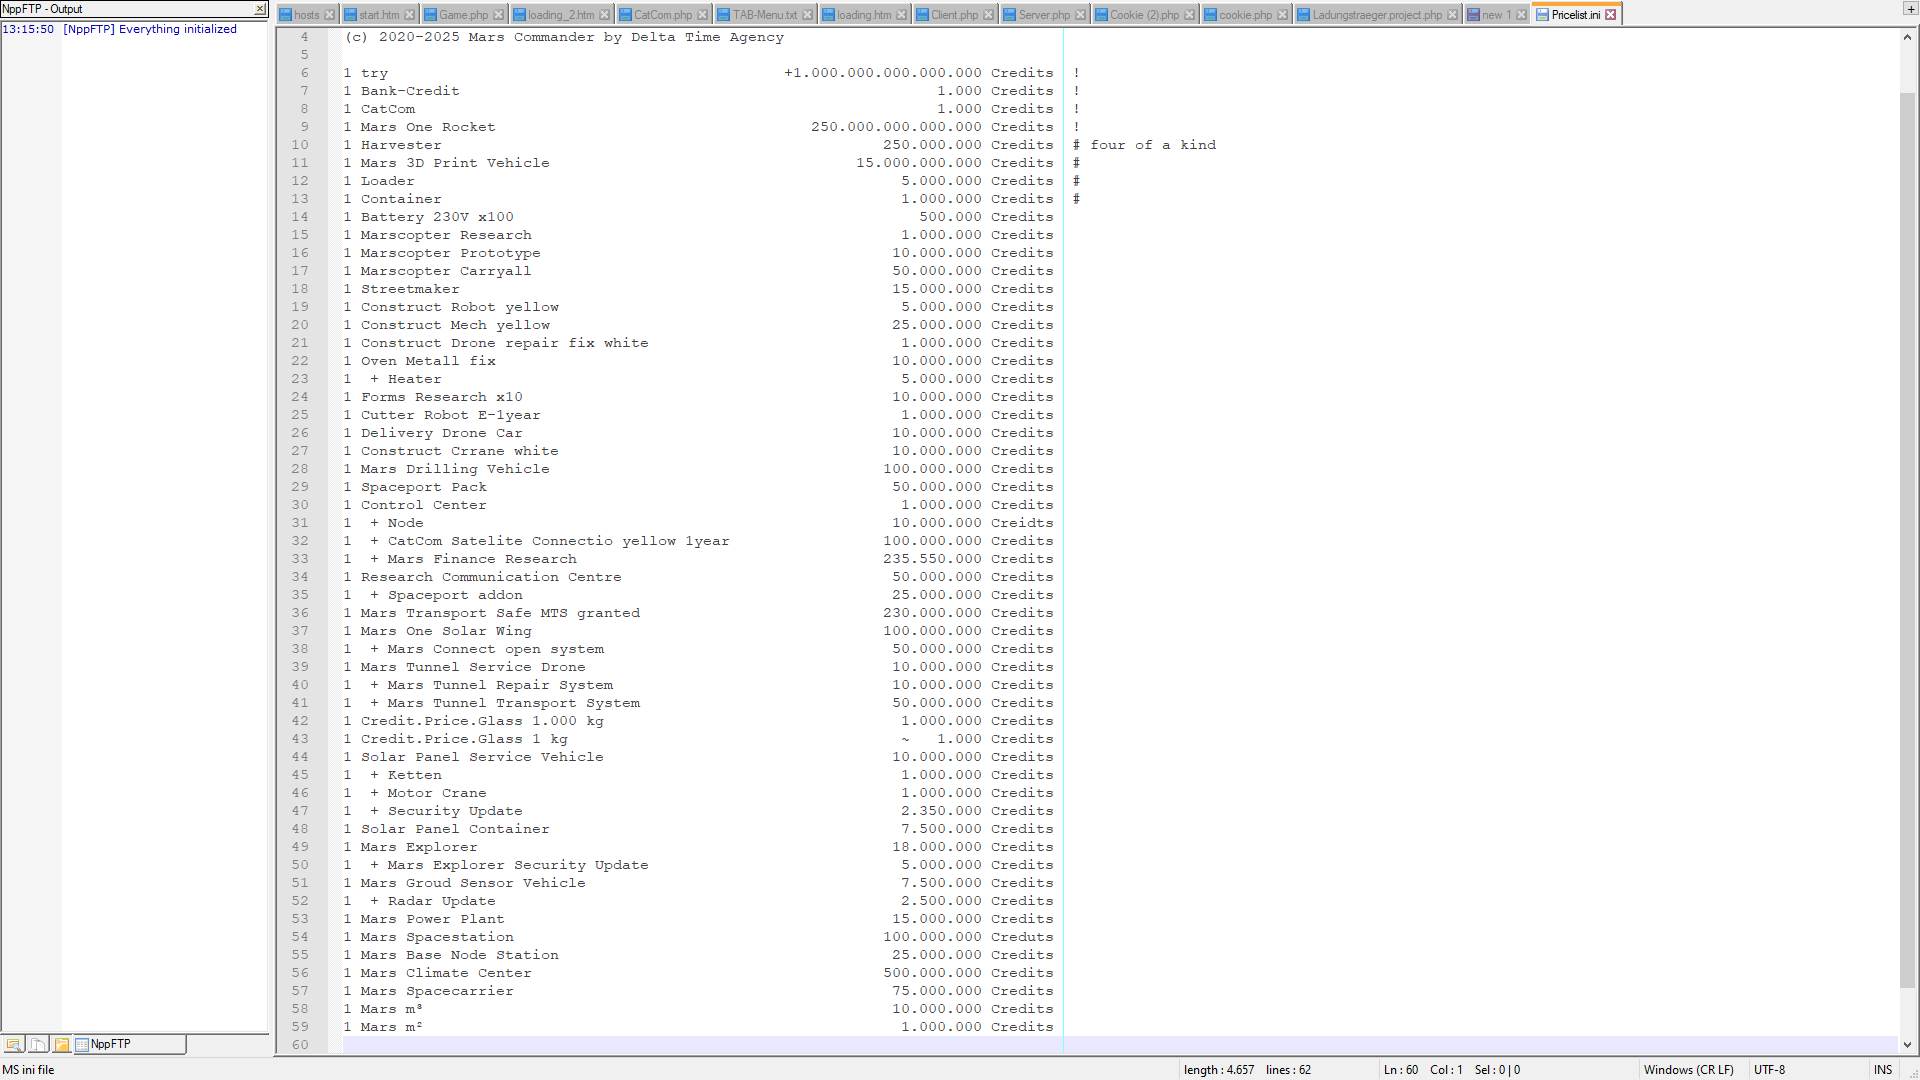 NppFTP - Output
hosts start.htm Game.php loading_2.htm CatCom.php TAB-Menu.txt loading.htm Client.php Server.php Cookie (2).php cookie.php Ladungstraeger.project.php new 1 Pricelist.ini
13:15:50 [NppFTP] Everything initialized
4 (c) 2020-2025 Mars Commander by Delta Time Agency
5
6 1 try +1.000.000.000.000.000 Credits !
7 1 Bank-Credit 1.000 Credits !
8 1 CatCom 1.000 Credits !
9 1 Mars One Rocket 250.000.000.000.000 Credits !
10 1 Harvester 250.000.000 Credits # four of a kind
11 1 Mars 3D Print Vehicle 15.000.000.000 Credits #
12 1 Loader 5.000.000 Credits #
13 1 Container 1.000.000 Credits #
14 1 Battery 230V x100 500.000 Credits
15 1 Marscopter Research 1.000.000 Credits
16 1 Marscopter Prototype 10.000.000 Credits
17 1 Marscopter Carryall 50.000.000 Credits
18 1 Streetmaker 15.000.000 Credits
19 1 Construct Robot yellow 5.000.000 Credits
20 1 Construct Mech yellow 25.000.000 Credits
21 1 Construct Drone repair fix white 1.000.000 Credits
22 1 Oven Metall fix 10.000.000 Credits
23 1 + Heater 5.000.000 Credits
24 1 Forms Research x10 10.000.000 Credits
25 1 Cutter Robot E-1year 1.000.000 Credits
26 1 Delivery Drone Car 10.000.000 Credits
27 1 Construct Crrane white 10.000.000 Credits
28 1 Mars Drilling Vehicle 100.000.000 Credits
29 1 Spaceport Pack 50.000.000 Credits
30 1 Control Center 1.000.000 Credits
31 1 + Node 10.000.000 Creidts
32 1 + CatCom Satelite Connectio yellow 1year 100.000.000 Credits
33 1 + Mars Finance Research 235.550.000 Credits
34 1 Research Communication Centre 50.000.000 Credits
35 1 + Spaceport addon 25.000.000 Credits
36 1 Mars Transport Safe MTS granted 230.000.000 Credits
37 1 Mars One Solar Wing 100.000.000 Credits
38 1 + Mars Connect open system 50.000.000 Credits
39 1 Mars Tunnel Service Drone 10.000.000 Credits
40 1 + Mars Tunnel Repair System 10.000.000 Credits
41 1 + Mars Tunnel Transport System 50.000.000 Credits
42 1 Credit.Price.Glass 1.000 kg 1.000.000 Credits
43 1 Credit.Price.Glass 1 kg ~ 1.000 Credits
44 1 Solar Panel Service Vehicle 10.000.000 Credits
45 1 + Ketten 1.000.000 Credits
46 1 + Motor Crane 1.000.000 Credits
47 1 + Security Update 2.350.000 Credits
48 1 Solar Panel Container 7.500.000 Credits
49 1 Mars Explorer 18.000.000 Credits
50 1 + Mars Explorer Security Update 5.000.000 Credits
51 1 Mars Groud Sensor Vehicle 7.500.000 Credits
52 1 + Radar Update 2.500.000 Credits
53 1 Mars Power Plant 15.000.000 Credits
54 1 Mars Spacestation 100.000.000 Creduts
55 1 Mars Base Node Station 25.000.000 Credits
56 1 Mars Climate Center 500.000.000 Credits
57 1 Mars Spacecarrier 75.000.000 Credits
58 1 Mars m³ 10.000.000 Credits
59 1 Mars m² 1.000.000 Credits
60
NppFTP
MS ini file length : 4.657 lines : 62 Ln : 60 Col : 1 Sel : 0 | 0 Windows (CR LF) UTF-8 INS